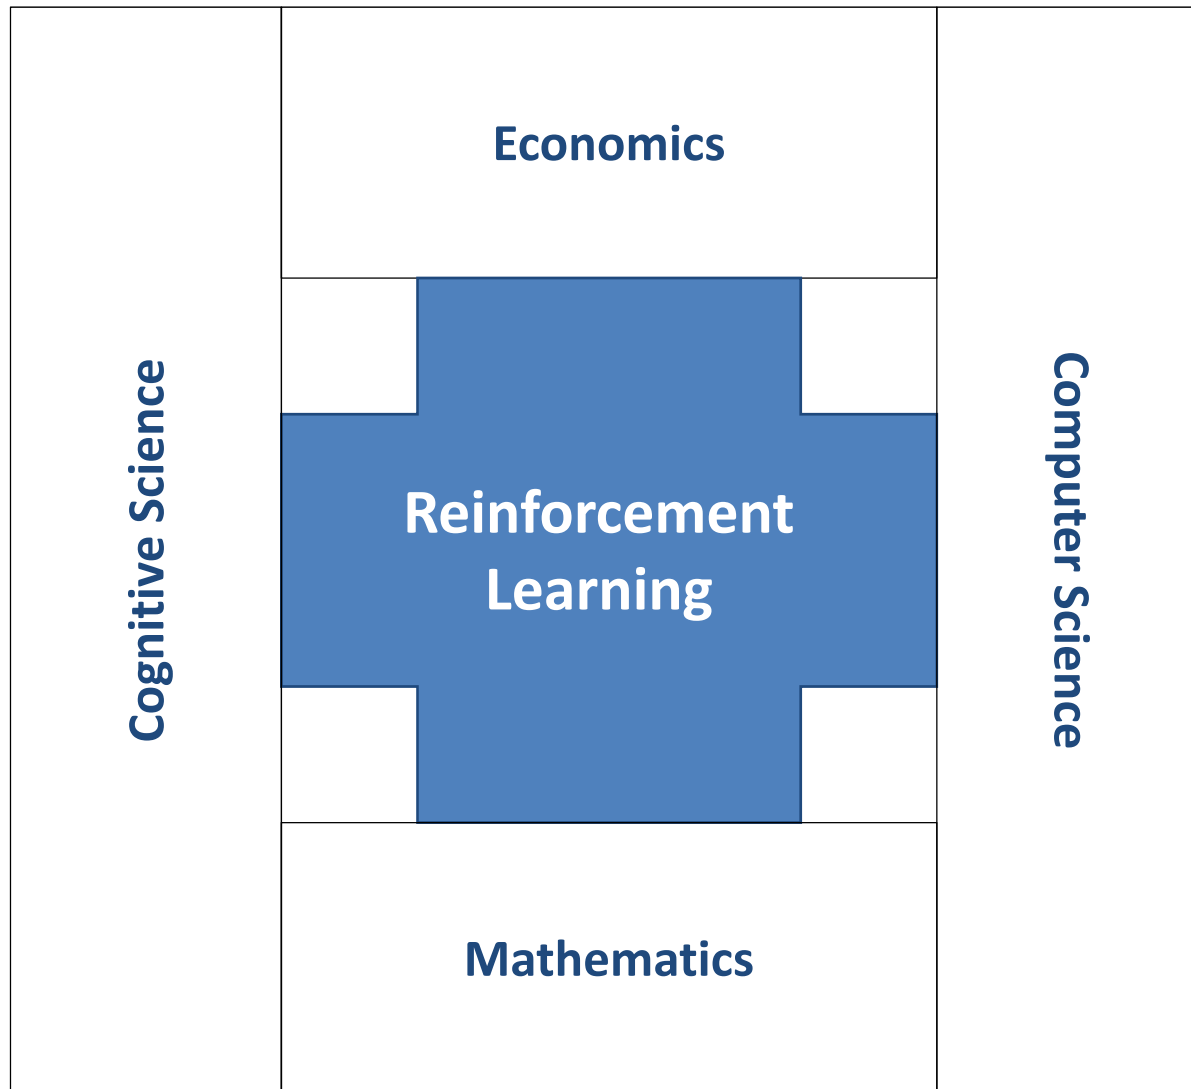 Economics
Cognitive Science
Reinforcement
Learning
Computer Science
Mathematics